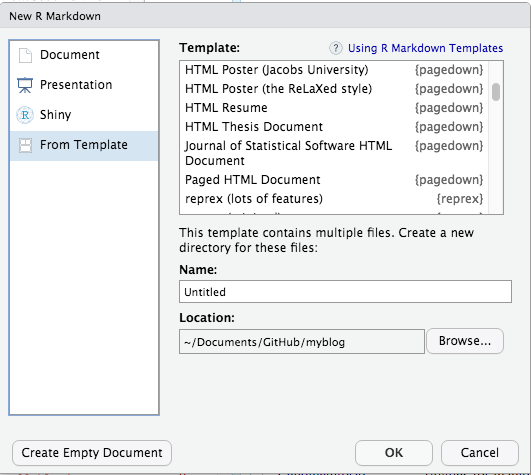 New R Markdown
Document
Presentation
Shiny
From Template
Template:
? Using R Markdown Templates
HTML Poster (Jacobs University) {pagedown}
HTML Poster (the ReLaXed style) {pagedown}
HTML Resume {pagedown}
HTML Thesis Document {pagedown}
Journal of Statistical Software HTML {pagedown}
Document
Paged HTML Document {pagedown}
reprex (lots of features) {reprex}
This template contains multiple files. Create a new
directory for these files:
Name:
Untitled
Location:
~/Documents/GitHub/myblog
Browse...
Create Empty Document
OK
Cancel